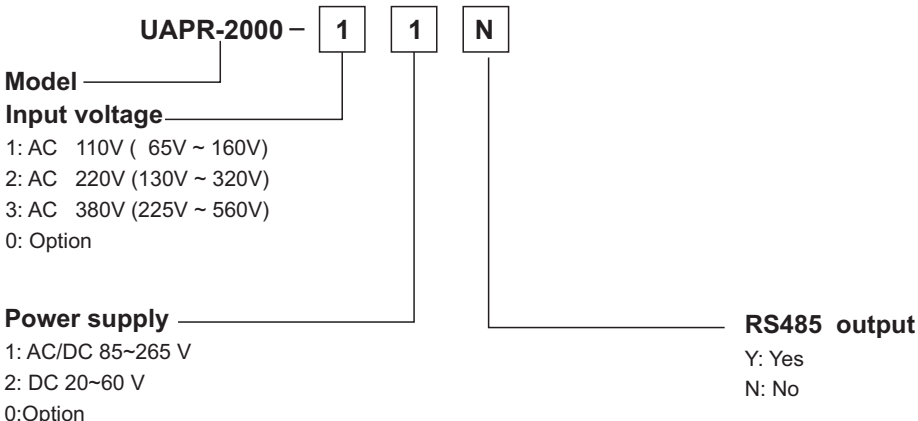 UAPR-2000 – 1 1 N
Model
Input voltage
1: AC 110V ( 65V ~ 160V)
2: AC 220V (130V ~ 320V)
3: AC 380V (225V ~ 560V)
0: Option
Power supply
1: AC/DC 85~265 V
2: DC 20~60 V
0:Option
RS485 output
Y: Yes
N: No